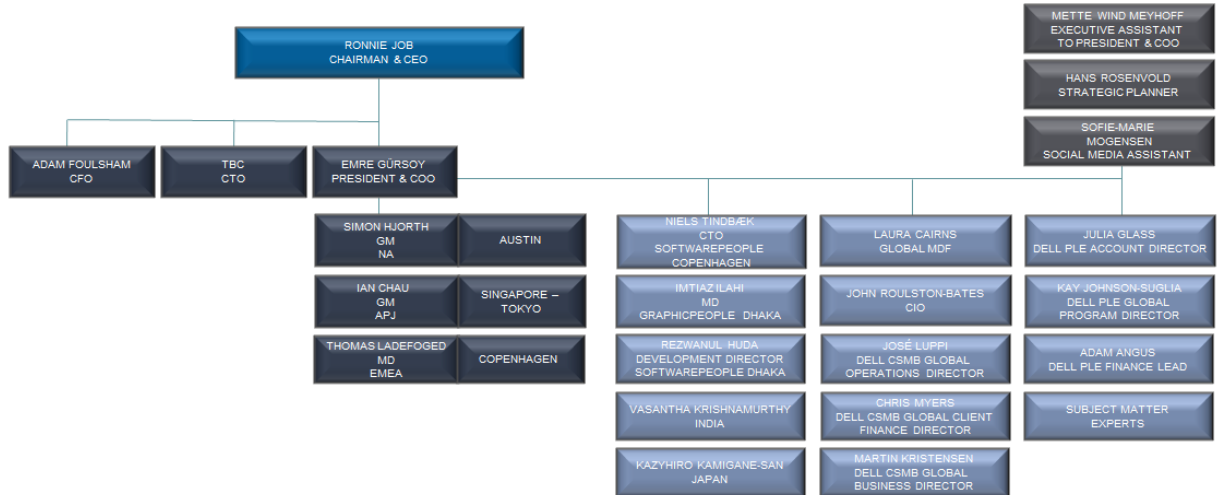 METTE WIND MEYHOFF
EXECUTIVE ASSISTANT
TO PRESIDENT & COO
RONNIE JOB
CHAIRMAN & CEO
HANS ROSENVOLD
STRATEGIC PLANNER
SOFIE-MARIE
MOGENSEN
SOCIAL MEDIA ASSISTANT
ADAM FOULSHAM
CFO
TBC
CTO
EMRE GÜRSOY
PRESIDENT & COO
SIMON HJORTH
GM
NA
AUSTIN
IAN CHAU
GM
APJ
SINGAPORE –
TOKYO
THOMAS LADEFOGED
MD
EMEA
COPENHAGEN
NIELS TINDBÆK
CTO
SOFTWAREPEOPLE
COPENHAGEN
IMTIAZ ILAHI
MD
GRAPHICPEOPLE DHAKA
REZWANUL HUDA
DEVELOPMENT DIRECTOR
SOFTWAREPEOPLE DHAKA
VASANTHA KRISHNAMURTHY
INDIA
KAZYHIRO KAMIGANE-SAN
JAPAN
LAURA CAIRNS
GLOBAL MDF
JOHN ROULSTON-BATES
CIO
JOSÉ LUPPI
DELL CSMB GLOBAL
OPERATIONS DIRECTOR
CHRIS MYERS
DELL CSMB GLOBAL CLIENT
FINANCE DIRECTOR
MARTIN KRISTENSEN
DELL CSMB GLOBAL
BUSINESS DIRECTOR
JULIA GLASS
DELL PLE ACCOUNT DIRECTOR
KAY JOHNSON-SUGLIA
DELL PLE GLOBAL
PROGRAM DIRECTOR
ADAM ANGUS
DELL PLE FINANCE LEAD
SUBJECT MATTER
EXPERTS